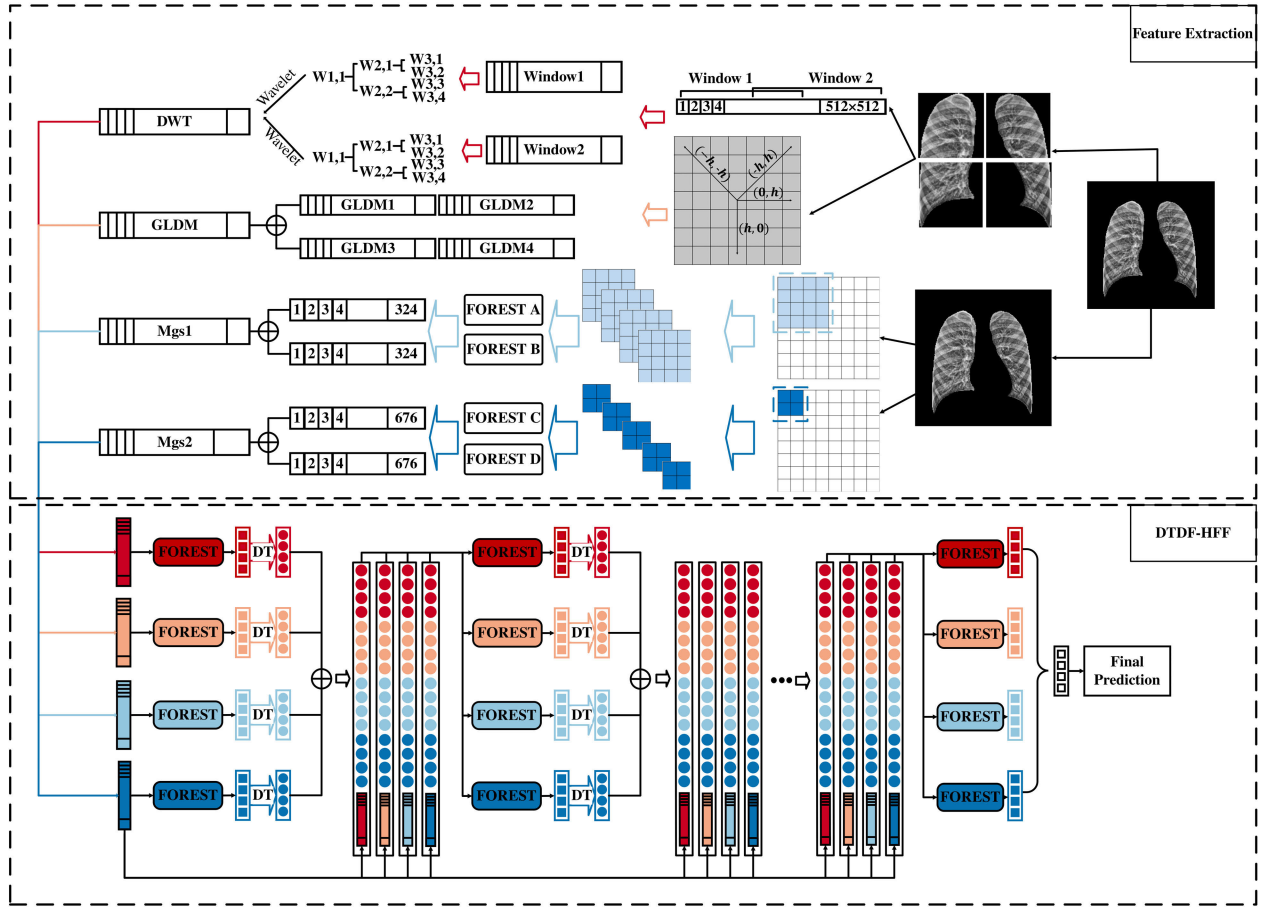 Feature Extraction
Window 1 Window 2
1 2 3 4 512×512
Wavelet
W1,1
W2,1
W2,2
W3,1
W3,2
W3,3
W3,4
Window1
DWT
Wavelet
W1,1
W2,1
W2,2
W3,1
W3,2
W3,3
W3,4
Window2
(−h,-h)
(-h,h)
(0,h)
(h,0)
GLDM
GLDM1 GLDM2
GLDM3 GLDM4
Mgs1
1 2 3 4 324
1 2 3 4 324
FOREST A
FOREST B
Mgs2
1 2 3 4 676
1 2 3 4 676
FOREST C
FOREST D
DTDF-HFF
FOREST DT FOREST DT FOREST
FOREST DT FOREST DT FOREST
FOREST DT FOREST DT FOREST
FOREST DT FOREST DT FOREST
Final
Prediction